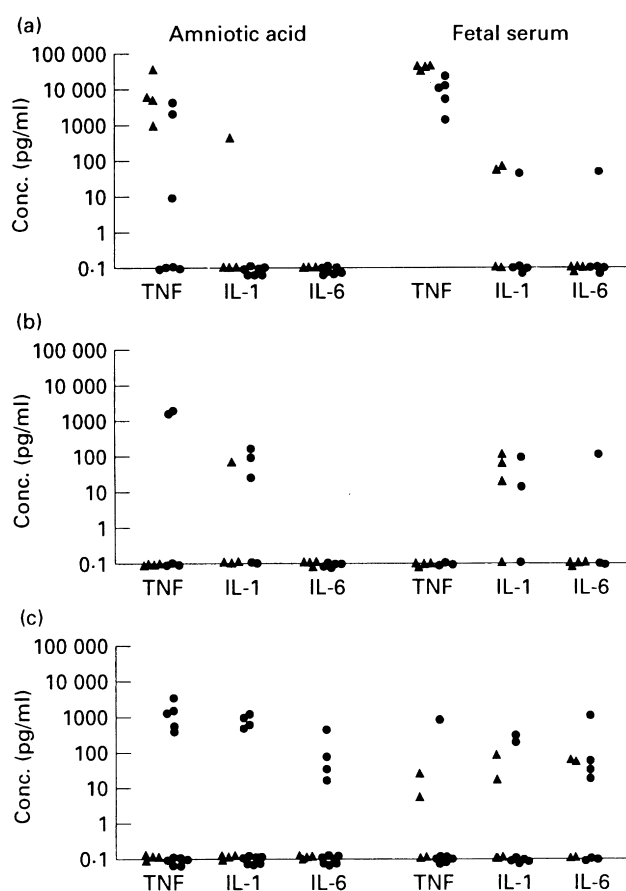 (a)
Amniotic acid Fetal serum
Conc. (pg/ml)
100 000
10 000
1000
100
10
1
0·1
TNF IL-1 IL-6 TNF IL-1 IL-6
(b)
Conc. (pg/ml)
100 000
10 000
1000
100
10
1
0·1
TNF IL-1 IL-6 TNF IL-1 IL-6
(c)
Conc. (pg/ml)
100 000
10 000
1000
100
10
1
0·1
TNF IL-1 IL-6 TNF IL-1 IL-6